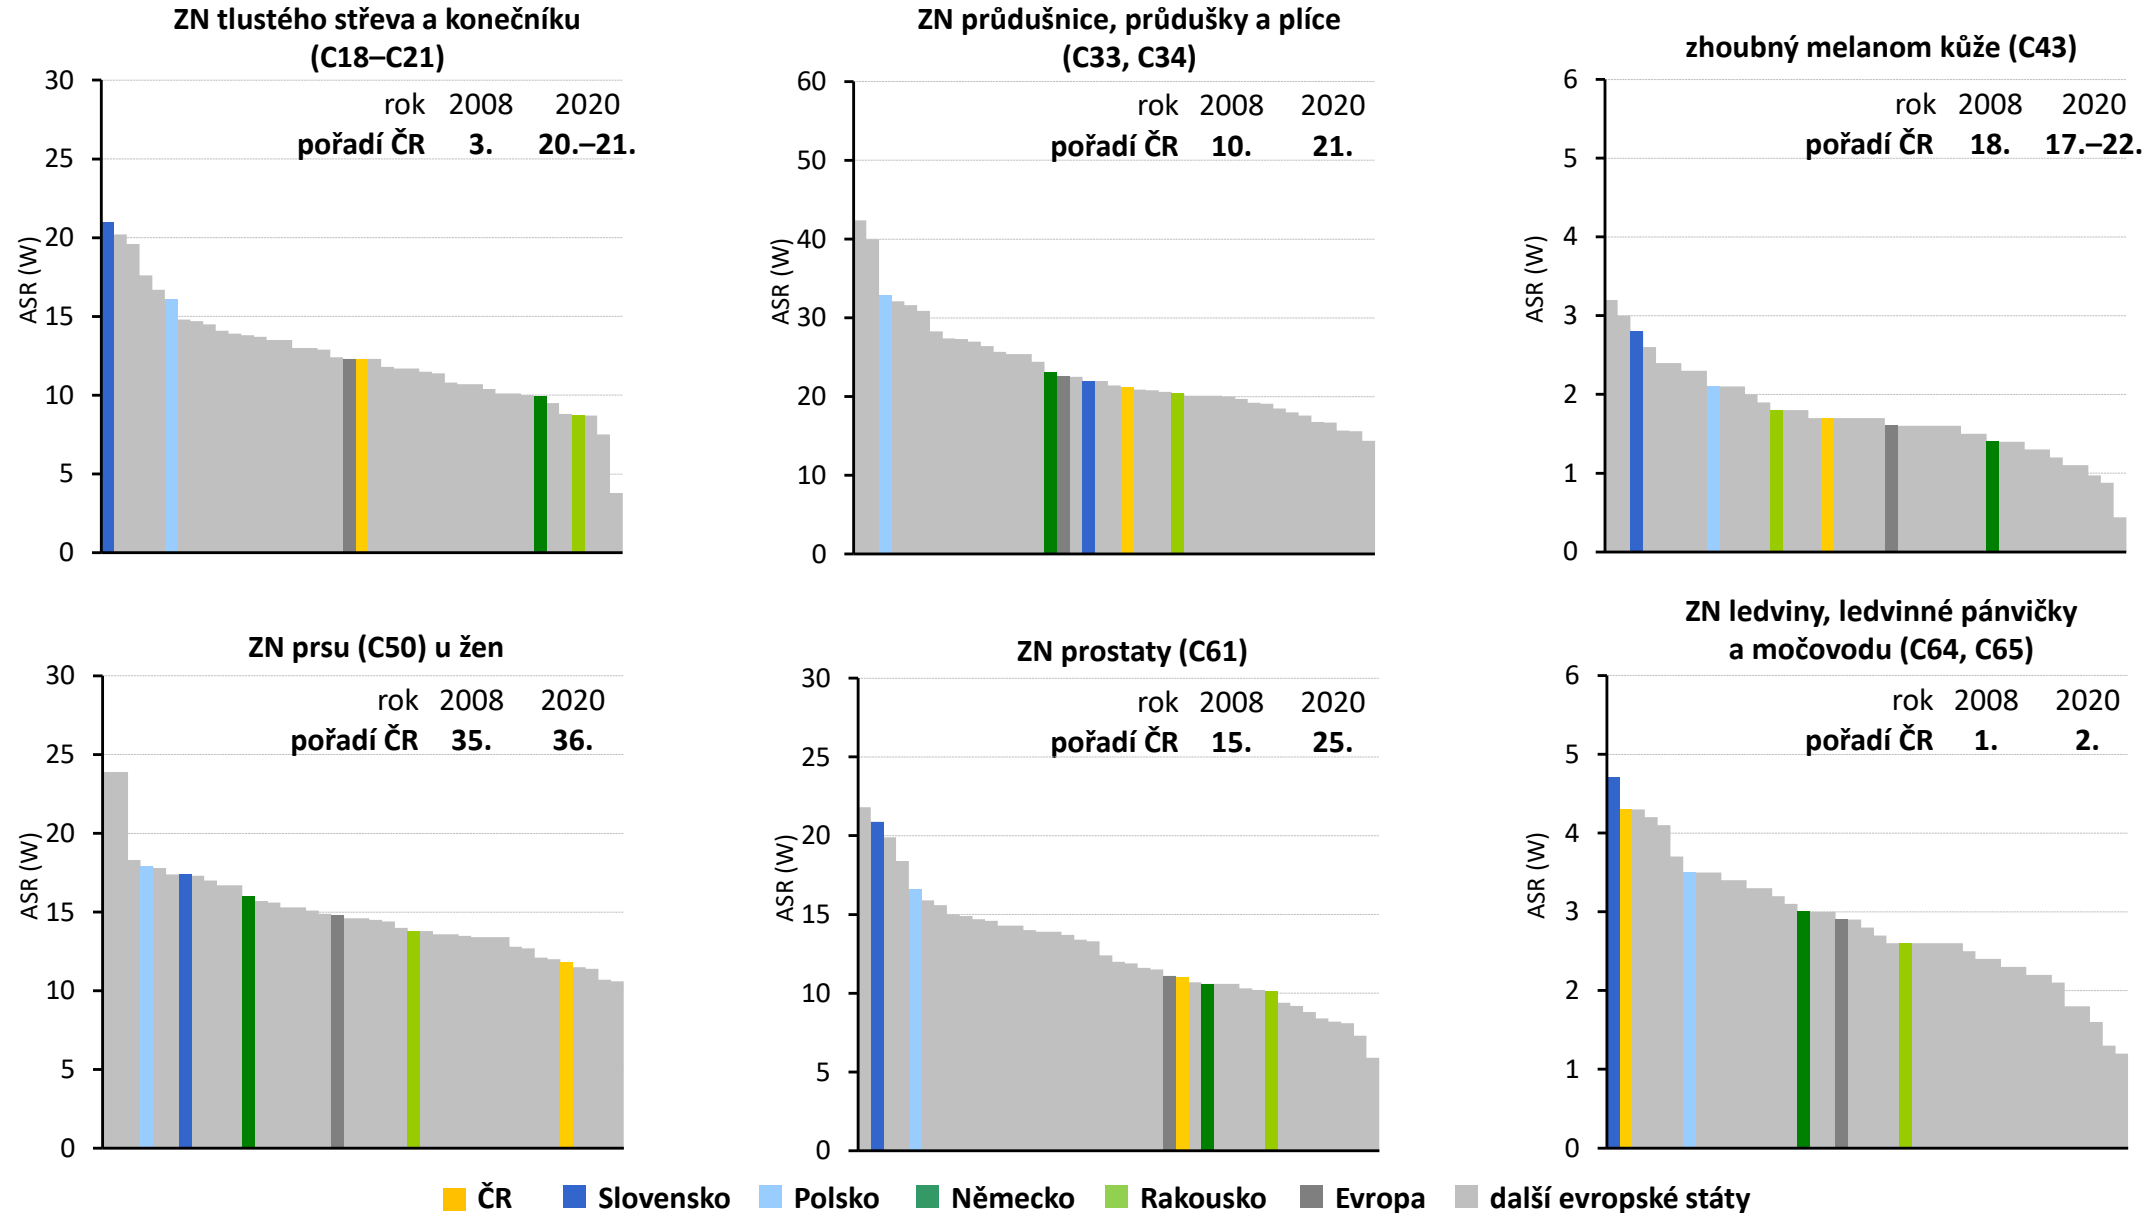 ZN tlustého střeva a konečníku
(C18–C21)
30
25
20
15
10
5
0
ASR (W)
rok 2008 2020
pořadí ČR 3. 20.–21.
ZN průdušnice, průdušky a plíce
(C33, C34)
60
50
40
30
20
10
0
ASR (W)
rok 2008 2020
pořadí ČR 10. 21.
zhoubný melanom kůže (C43)
6
5
4
3
2
1
0
ASR (W)
rok 2008 2020
pořadí ČR 18. 17.–22.
ZN prsu (C50) u žen
30
25
20
15
10
5
0
ASR (W)
rok 2008 2020
pořadí ČR 35. 36.
ZN prostaty (C61)
30
25
20
15
10
5
0
ASR (W)
rok 2008 2020
pořadí ČR 15. 25.
ZN ledviny, ledvinné pánvičky
a močovodu (C64, C65)
6
5
4
3
2
1
0
ASR (W)
rok 2008 2020
pořadí ČR 1. 2.
ČR Slovensko Polsko Německo Rakousko Evropa další evropské státy